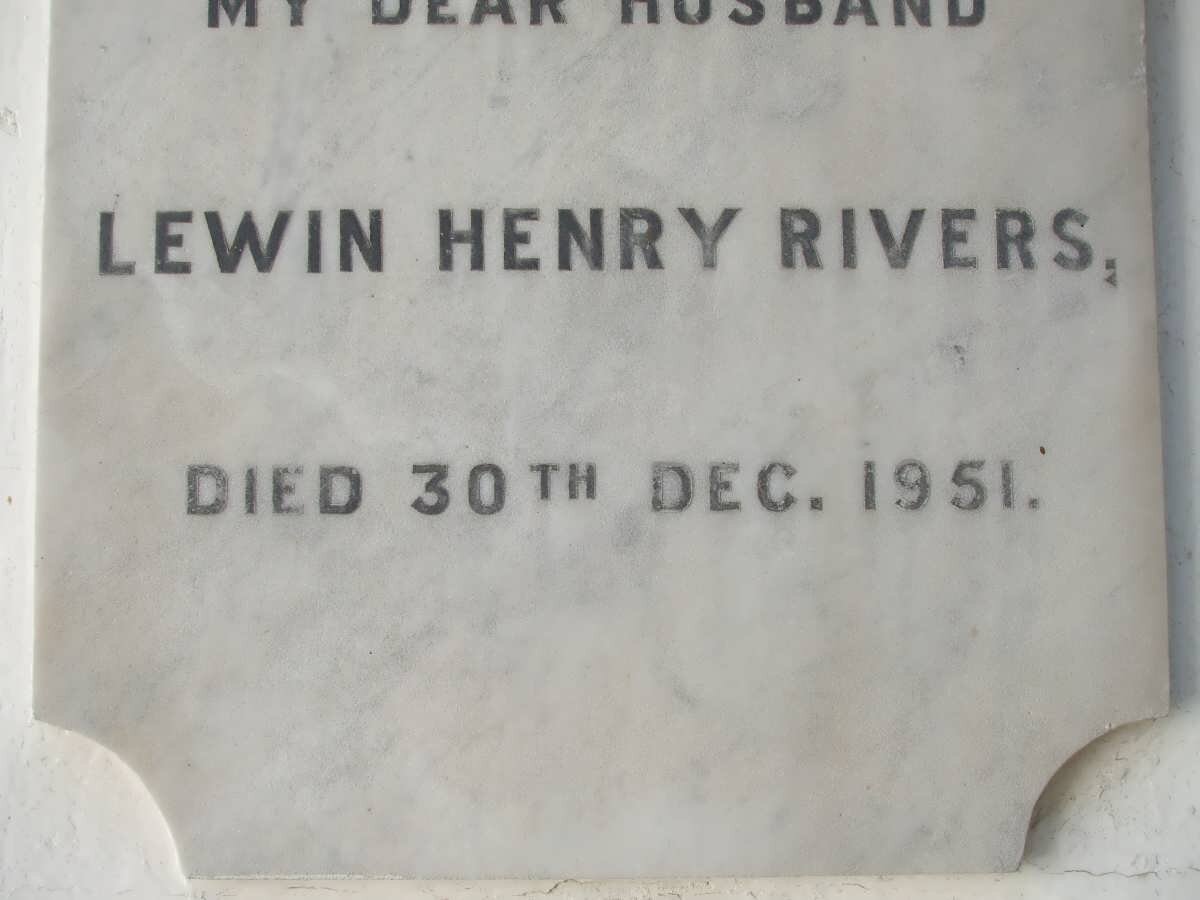 MY DEAR HUSBAND
LEWIN HENRY RIVERS,
DIED 30TH DEC. 1951.